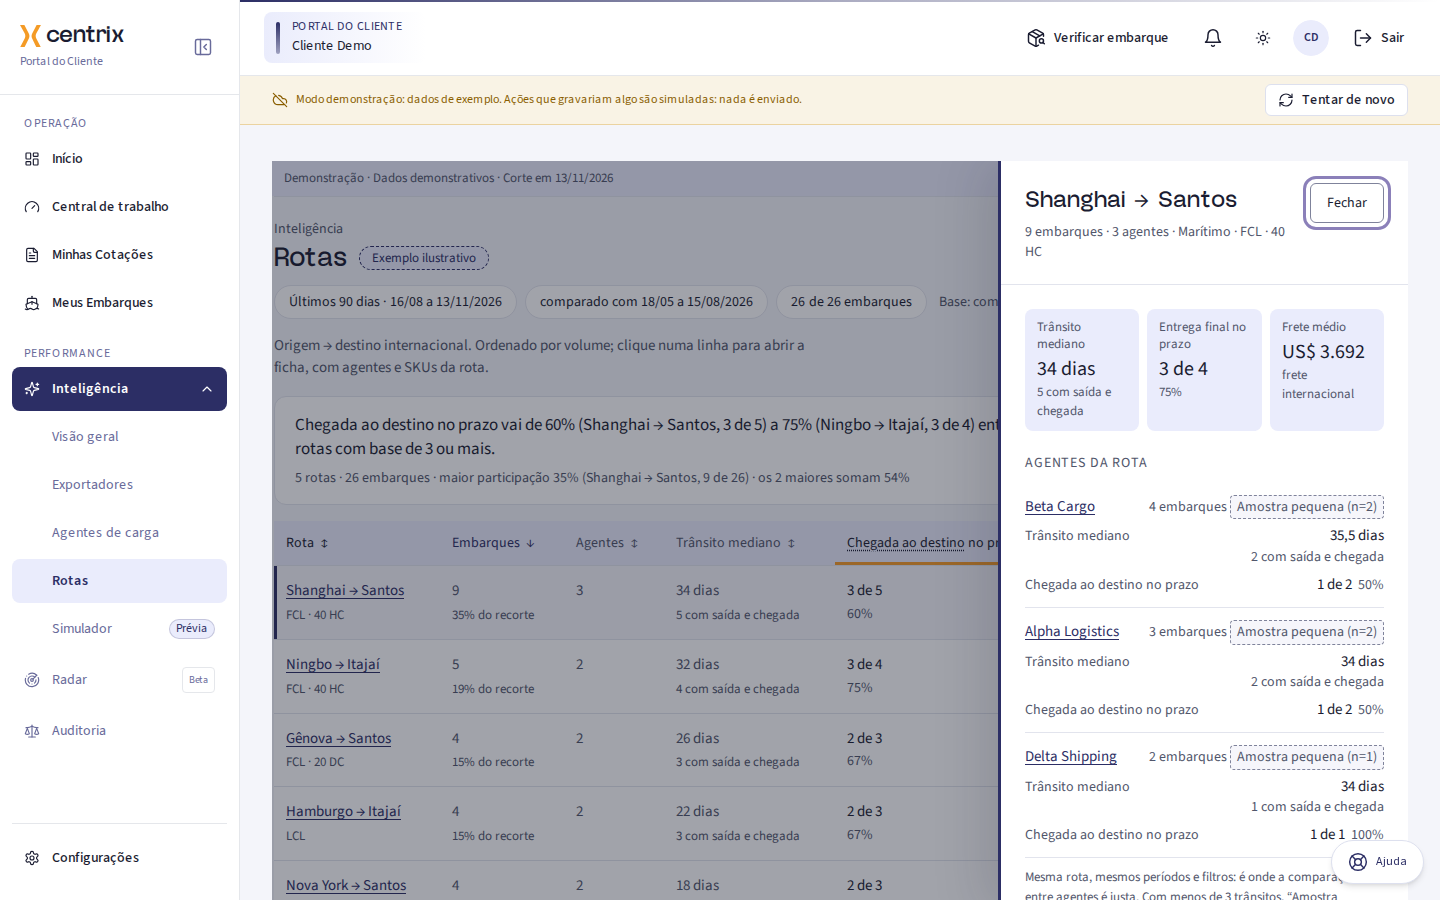 centrix
Portal do Cliente
OPERAÇÃO
Início
Central de trabalho
Minhas Cotações
Meus Embarques
PERFORMANCE
Inteligência
Visão geral
Exportadores
Agentes de carga
Rotas
Simulador Prévia
Radar Beta
Auditoria
Configurações
PORTAL DO CLIENTE
Cliente Demo
Verificar embarque
CD
Sair
Modo demonstração: dados de exemplo. Ações que gravariam algo são simuladas: nada é enviado.
Tentar de novo
Demonstração · Dados demonstrativos · Corte em 13/11/2026
Inteligência
Rotas Exemplo ilustrativo
Últimos 90 dias · 16/08 a 13/11/2026 comparado com 18/05 a 15/08/2026 26 de 26 embarques Base: com
Origem → destino internacional. Ordenado por volume; clique numa linha para abrir a
ficha, com agentes e SKUs da rota.
Chegada ao destino no prazo vai de 60% (Shanghai → Santos, 3 de 5) a 75% (Ningbo → Itajaí, 3 de 4) ent
rotas com base de 3 ou mais.
5 rotas · 26 embarques · maior participação 35% (Shanghai → Santos, 9 de 26) · os 2 maiores somam 54%
Rota ↕ Embarques ↓ Agentes ↕ Trânsito mediano ↕ Chegada ao destino no pr
Shanghai → Santos 9 3 34 dias 3 de 5
FCL · 40 HC 35% do recorte 5 com saída e chegada 60%
Ningbo → Itajaí 5 2 32 dias 3 de 4
FCL · 40 HC 19% do recorte 4 com saída e chegada 75%
Gênova → Santos 4 2 26 dias 2 de 3
FCL · 20 DC 15% do recorte 3 com saída e chegada 67%
Hamburgo → Itajaí 4 2 22 dias 2 de 3
LCL 15% do recorte 3 com saída e chegada 67%
Nova York → Santos 4 2 18 dias 2 de 3
Shanghai → Santos
Fechar
9 embarques · 3 agentes · Marítimo · FCL · 40
HC
Trânsito
mediano
34 dias
5 com saída e
chegada
Entrega final no
prazo
3 de 4
75%
Frete médio
US$ 3.692
frete
internacional
AGENTES DA ROTA
Beta Cargo 4 embarques Amostra pequena (n=2)
Trânsito mediano 35,5 dias
2 com saída e chegada
Chegada ao destino no prazo 1 de 2 50%
Alpha Logistics 3 embarques Amostra pequena (n=2)
Trânsito mediano 34 dias
2 com saída e chegada
Chegada ao destino no prazo 1 de 2 50%
Delta Shipping 2 embarques Amostra pequena (n=1)
Trânsito mediano 34 dias
1 com saída e chegada
Chegada ao destino no prazo 1 de 1 100%
Mesma rota, mesmos períodos e filtros: é onde a compara
entre agentes é justa. Com menos de 3 trânsitos, “Amostra
Ajuda